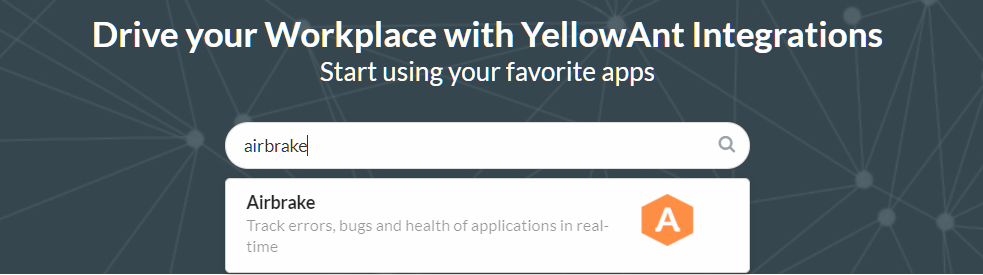 Drive your Workplace with YellowAnt Integrations
Start using your favorite apps
airbrake
Airbrake
Track errors, bugs and health of applications in real-
time
A